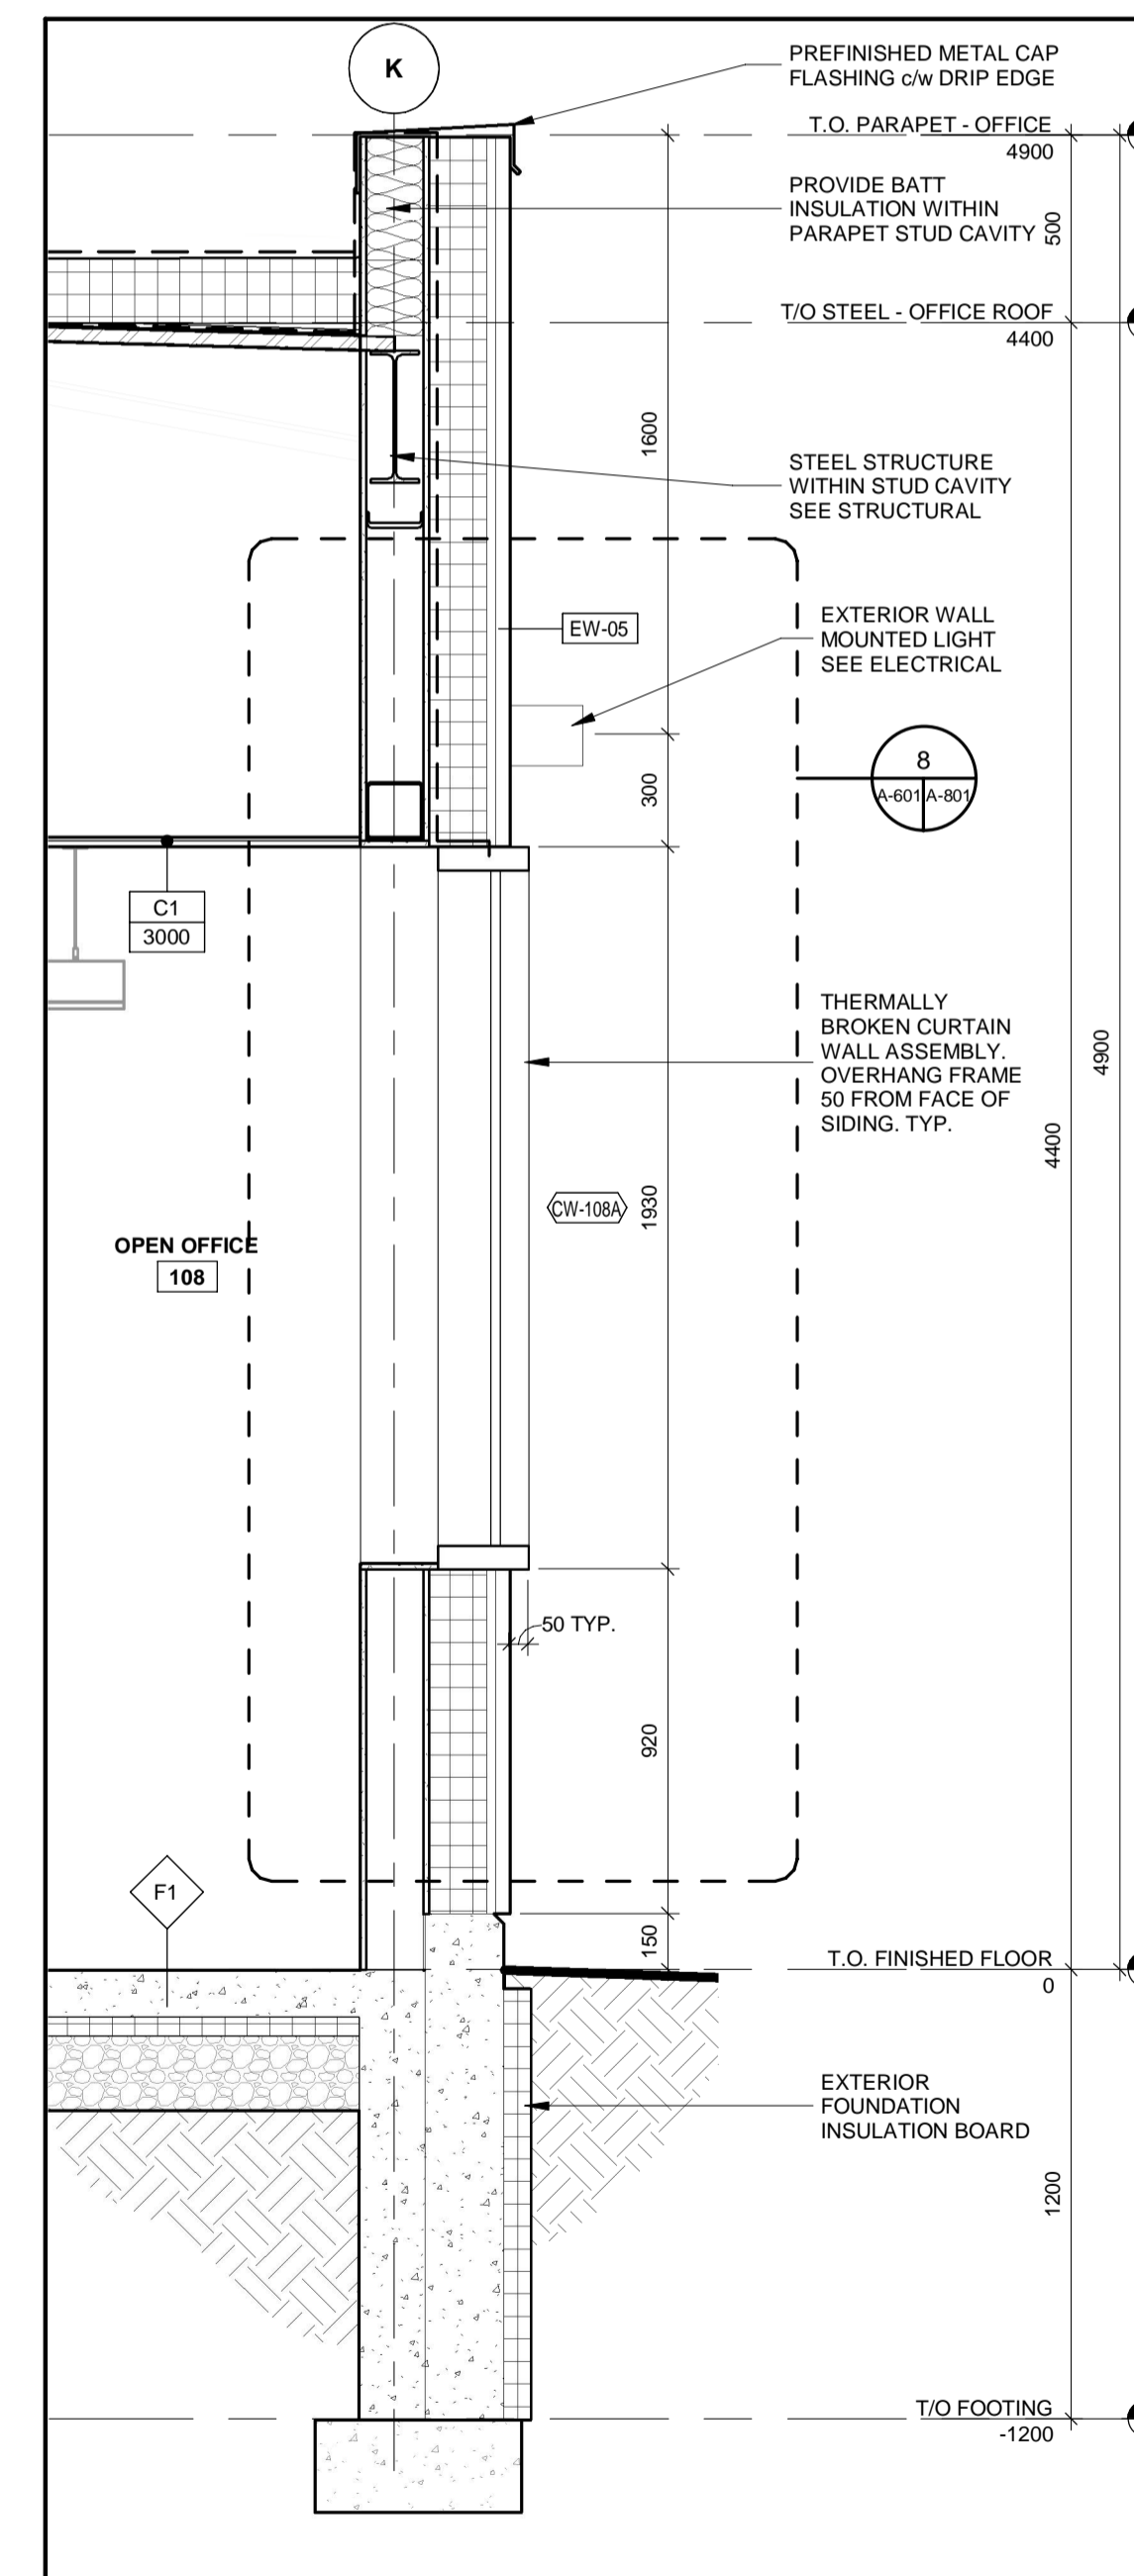 K
PREFINISHED METAL CAP
FLASHING c/w DRIP EDGE
T.O. PARAPET - OFFICE
4900
PROVIDE BATT
INSULATION WITHIN
PARAPET STUD CAVITY
500
T/O STEEL - OFFICE ROOF
4400
1600
STEEL STRUCTURE
WITHIN STUD CAVITY
SEE STRUCTURAL
EW-05
EXTERIOR WALL
MOUNTED LIGHT
SEE ELECTRICAL
8
A-601 A-801
300
C1
3000
THERMALLY
BROKEN CURTAIN
WALL ASSEMBLY.
OVERHANG FRAME
50 FROM FACE OF
SIDING. TYP.
4900
4400
CW-108A
1930
OPEN OFFICE
108
50 TYP.
920
F1
150
T.O. FINISHED FLOOR
0
EXTERIOR
FOUNDATION
INSULATION BOARD
1200
T/O FOOTING
-1200